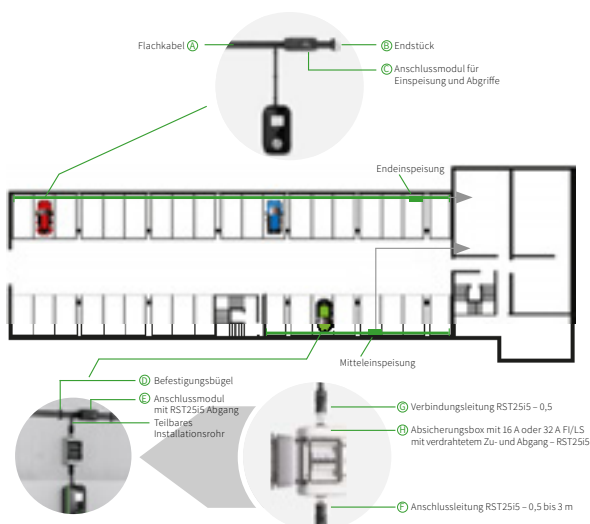 Flachkabel A
B Endstück
C Anschlussmodul für
Einspeisung und Abgriffe
Endeinspeisung
Mitteleinspeisung
D Befestigungsbügel
E Anschlussmodul
mit RST25i5 Abgang
Teilbares
Installationsrohr
G Verbindungsleitung RST25i5 – 0,5
H Absicherungsbox mit 16 A oder 32 A FI/LS
mit verdrahtetem Zu- und Abgang – RST25i5
F Anschlussleitung RST25i5 – 0,5 bis 3 m